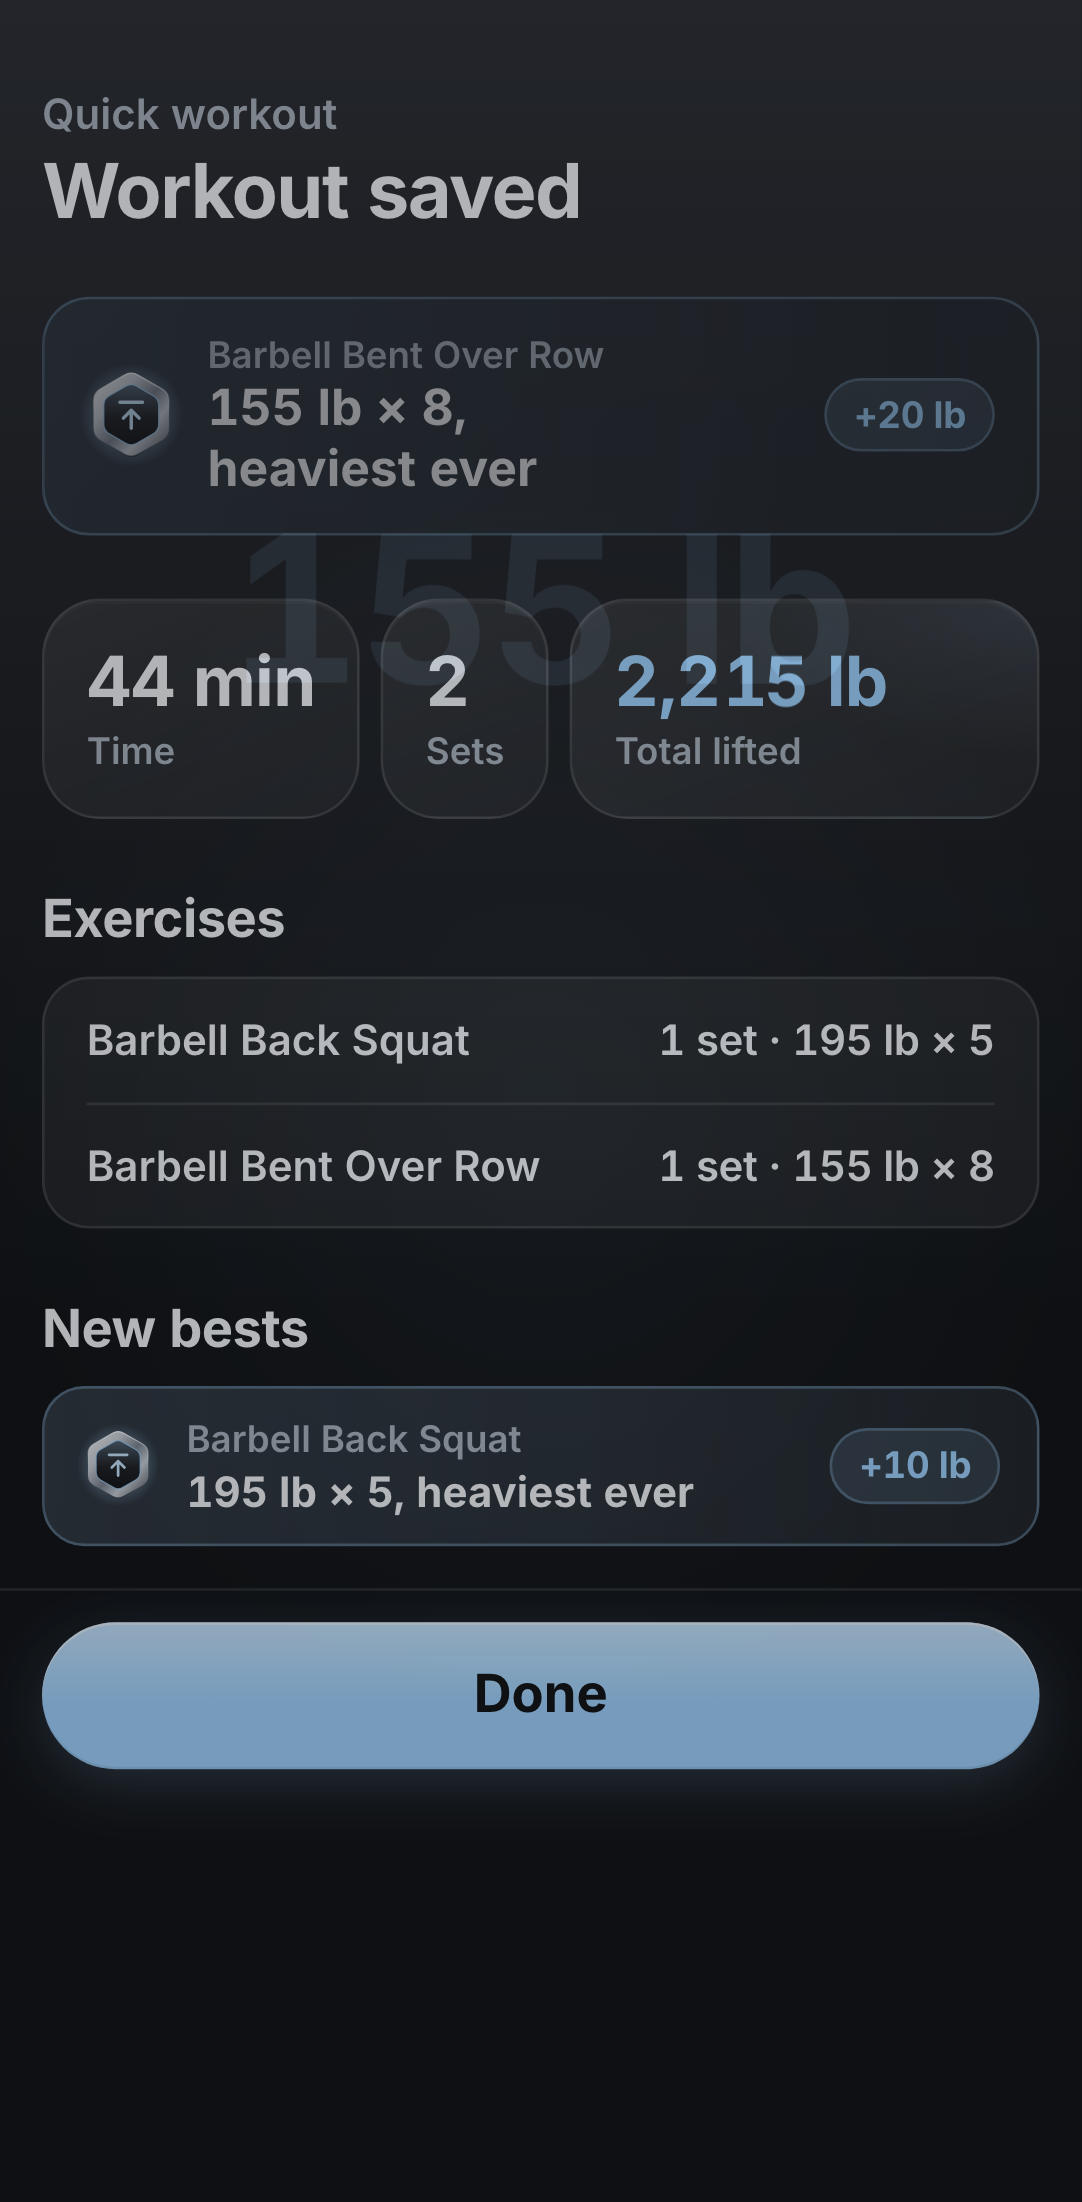 Quick workout
Workout saved
Barbell Bent Over Row
155 lb × 8,
heaviest ever
+20 lb
155 lb
44 min
Time
2
Sets
2,215 lb
Total lifted
Exercises
Barbell Back Squat 1 set · 195 lb × 5
Barbell Bent Over Row 1 set · 155 lb × 8
New bests
Barbell Back Squat
195 lb × 5, heaviest ever
+10 lb
Done